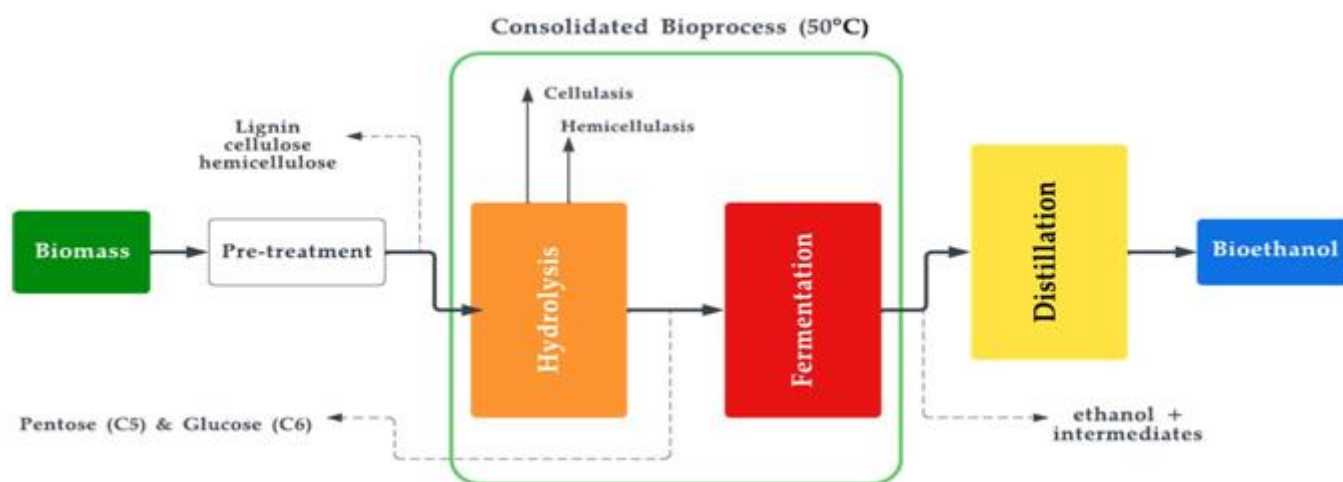 Consolidated Bioprocess (50°C)
Cellulasis
Hemicellulasis
Lignin
cellulose
hemicellulose
Biomass
Pre-treatment
Hydrolysis
Fermentation
Distillation
Bioethanol
Pentose (C5) & Glucose (C6)
ethanol +
intermediates